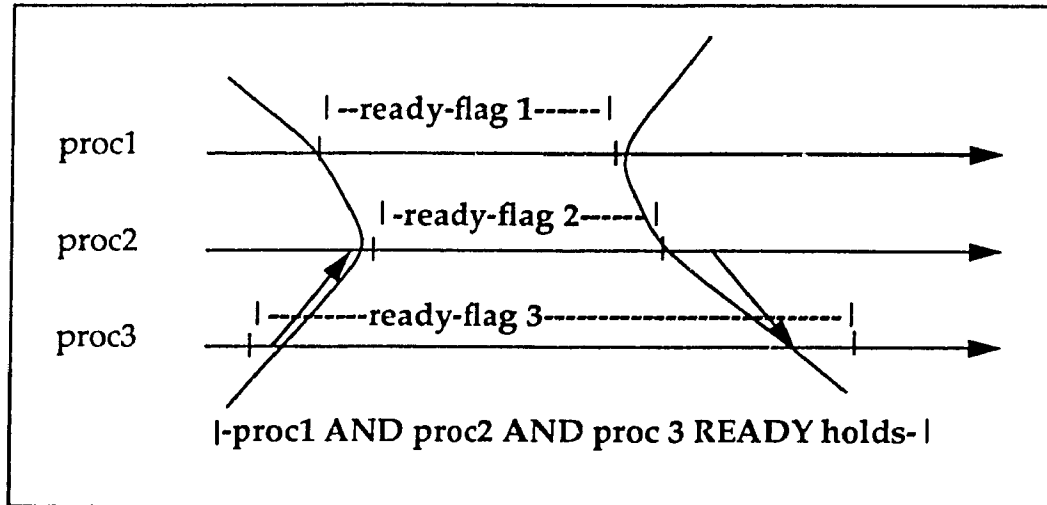 |--ready-flag 1------|
proc1
|-ready-flag 2------|
proc2
|-------ready-flag 3-------------------|
proc3
|-proc1 AND proc2 AND proc 3 READY holds-|